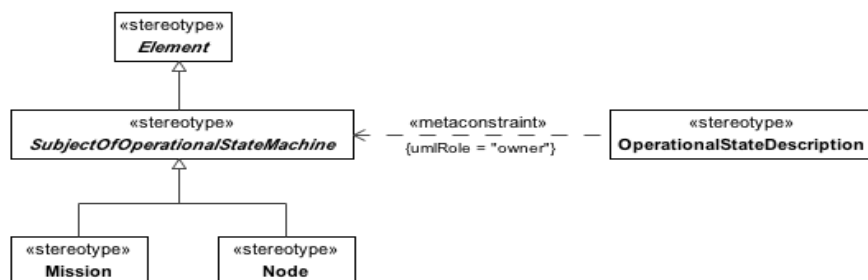 «stereotype»
Element
«stereotype»
SubjectOfOperationalStateMachine
«metaconstraint»
{umlRole = "owner"}
«stereotype»
OperationalStateDescription
«stereotype»
Mission
«stereotype»
Node